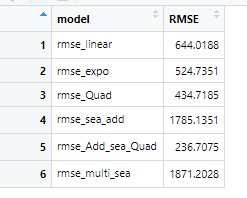 model RMSE
1 rmse_linear 644.0188
2 rmse_expo 524.7351
3 rmse_Quad 434.7185
4 rmse_sea_add 1785.1351
5 rmse_Add_sea_Quad 236.7075
6 rmse_multi_sea 1871.2028